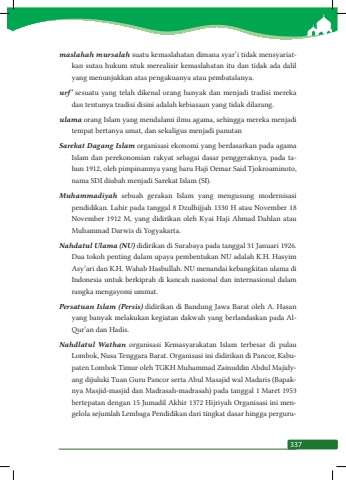 maslahah mursalah suatu kemaslahatan dimana syar'i tidak mensyariat-
kan sutau hukum ntuk merealisir kemaslahatan itu dan tidak ada dalil
yang menunjukkan atas pengakuanya atau pembatalanya.
urf' sesuatu yang telah dikenal orang banyak dan menjadi tradisi mereka
dan tentunya tradisi disini adalah kebiasaan yang tidak dilarang.
ulama orang Islam yang mendalami ilmu agama, sehingga mereka menjadi
tempat bertanya umat, dan sekaligus menjadi panutan
Sarekat Dagang Islam organisasi ekonomi yang berdasarkan pada agama
Islam dan perekonomian rakyat sebagai dasar penggeraknya, pada ta-
hun 1912, oleh pimpinannya yang baru Haji Oemar Said Tjokroaminoto,
nama SDI diubah menjadi Sarekat Islam (SI).
Muhammadiyah sebuah gerakan Islam yang mengusung modernisasi
pendidikan. Lahir pada tanggal 8 Dzulhijjah 1330 H atau November 18
November 1912 M, yang didirikan oleh Kyai Haji Ahmad Dahlan atau
Muhammad Darwis di Yogyakarta.
Nahdatul Ulama (NU) didirikan di Surabaya pada tanggal 31 Januari 1926.
Dua tokoh penting dalam upaya pembentukan NU adalah K.H. Hasyim
Asy'ari dan K.H. Wahab Hasbullah. NU menandai kebangkitan ulama di
Indonesia untuk berkiprah di kancah nasional dan internasional dalam
rangka mengayomi ummat.
Persatuan Islam (Persis) didirikan di Bandung Jawa Barat oleh A. Hasan
yang banyak melakukan kegiatan dakwah yang berlandaskan pada Al-
Qur'an dan Hadis.
Nahdlatul Wathan organisasi Kemasyarakatan Islam terbesar di pulau
Lombok, Nusa Tenggara Barat. Organisasi ini didirikan di Pancor, Kabu-
paten Lombok Timur oleh TGKH Muhammad Zainuddin Abdul Majidy-
ang dijuluki Tuan Guru Pancor serta Abul Masajid wal Madaris (Bapak-
nya Masjid-masjid dan Madrasah-madrasah) pada tanggal 1 Maret 1953
bertepatan dengan 15 Jumadil Akhir 1372 Hijriyah Organisasi ini men-
gelola sejumlah Lembaga Pendidikan dari tingkat dasar hingga perguru-
337